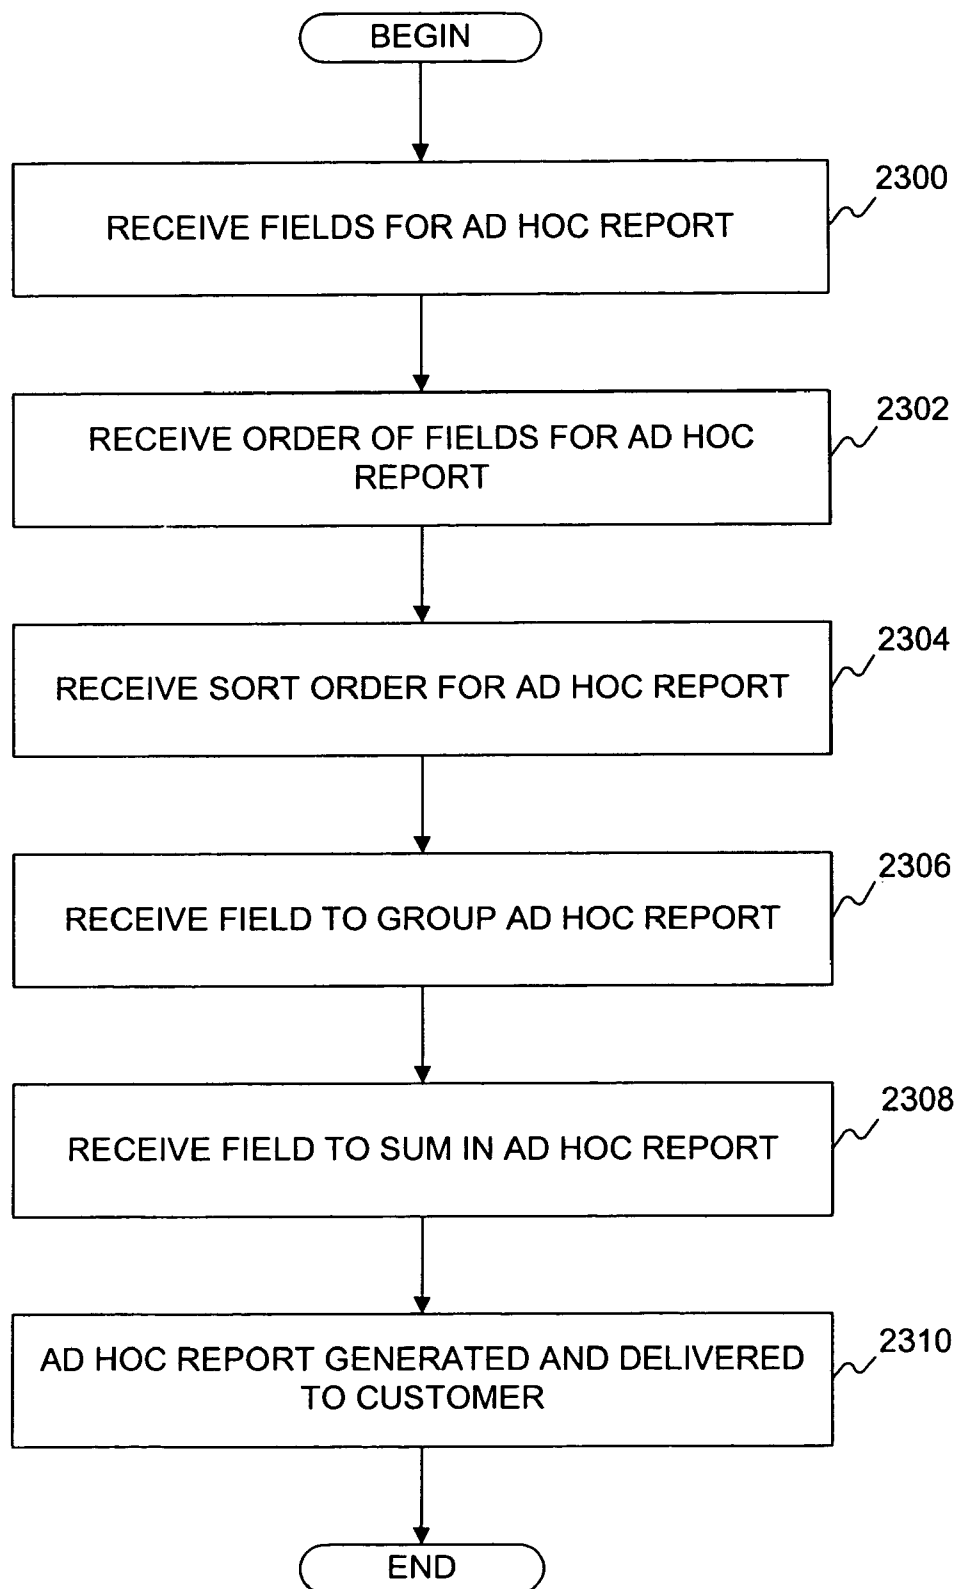 BEGIN
2300
RECEIVE FIELDS FOR AD HOC REPORT
2302
RECEIVE ORDER OF FIELDS FOR AD HOC
REPORT
2304
RECEIVE SORT ORDER FOR AD HOC REPORT
2306
RECEIVE FIELD TO GROUP AD HOC REPORT
2308
RECEIVE FIELD TO SUM IN AD HOC REPORT
2310
AD HOC REPORT GENERATED AND DELIVERED
TO CUSTOMER
END